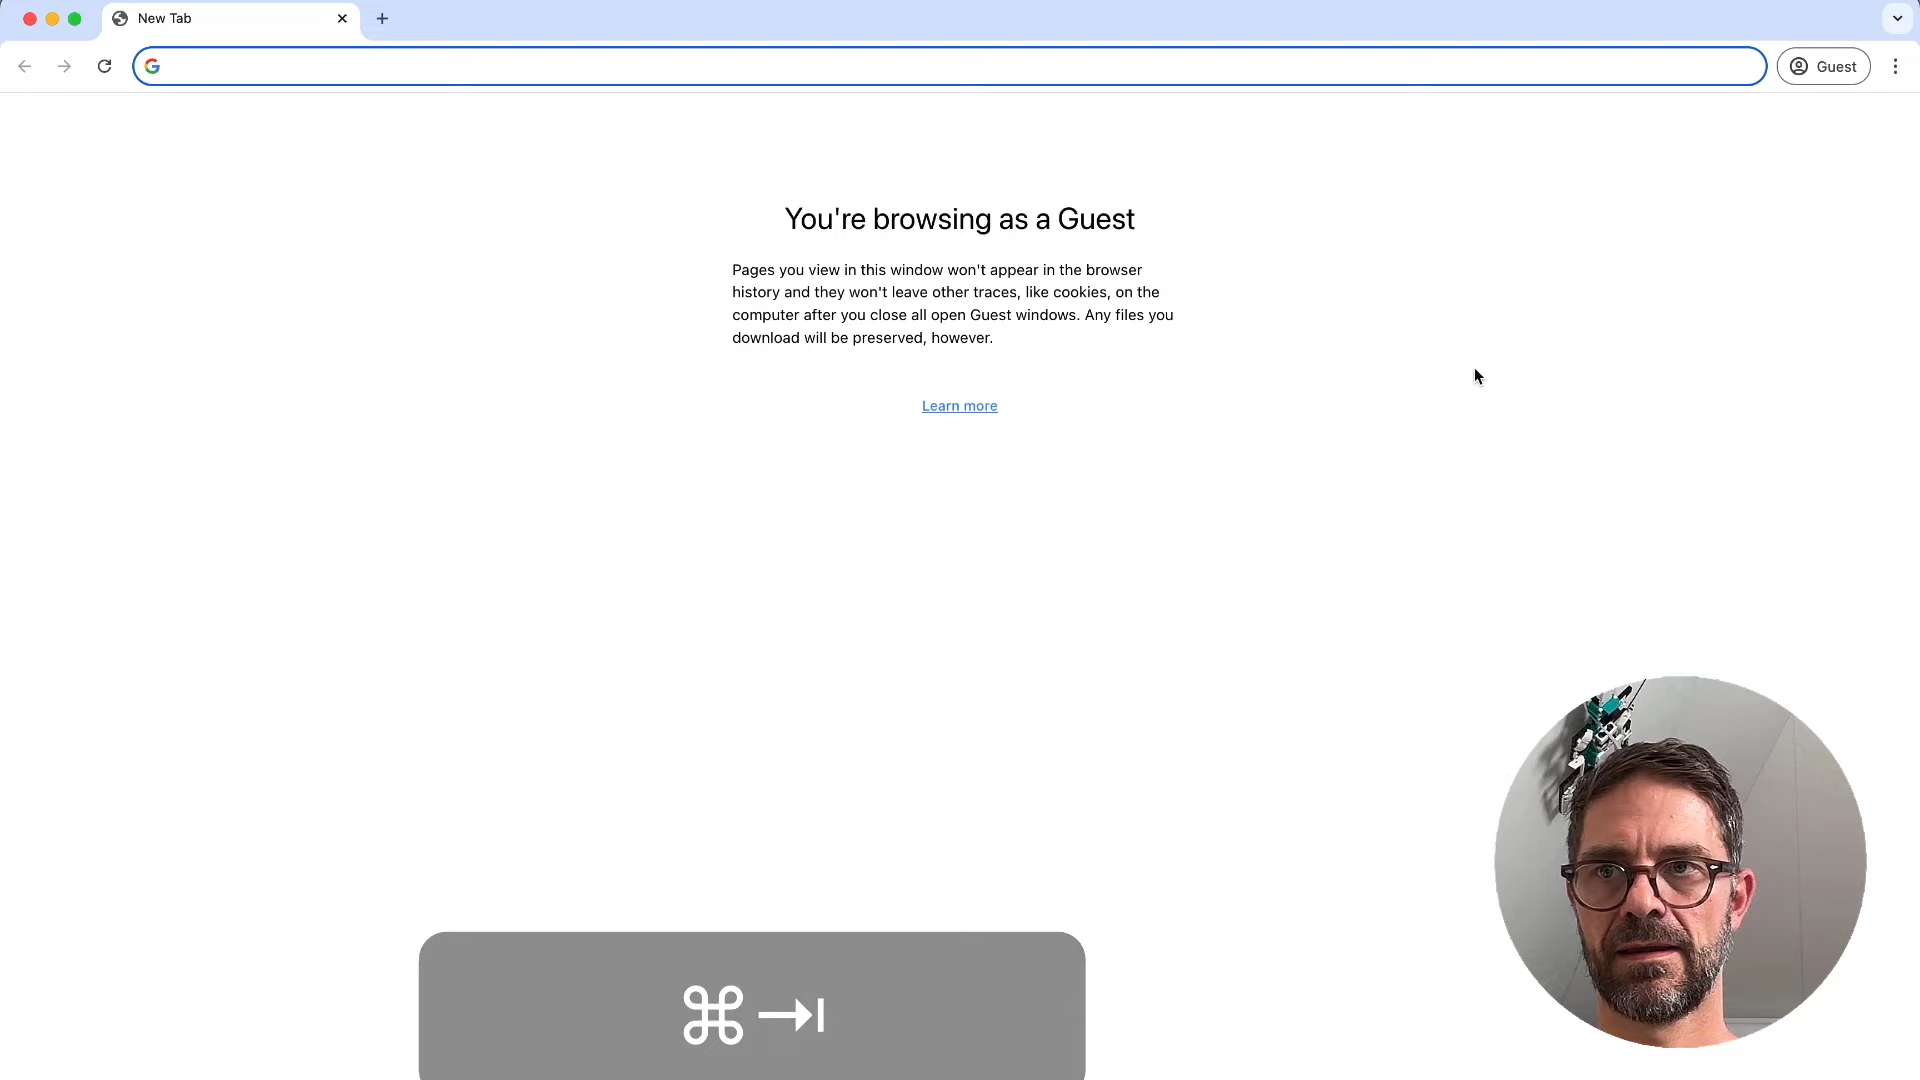 New Tab
Guest
You're browsing as a Guest
Pages you view in this window won't appear in the browser
history and they won't leave other traces, like cookies, on the
computer after you close all open Guest windows. Any files you
download will be preserved, however.
Learn more
⌘⇥